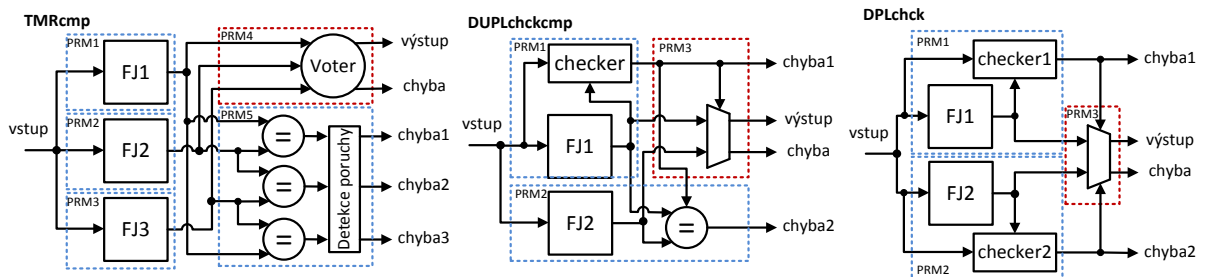 TMRcmp
PRM1
FJ1
PRM4
Voter
výstup
chyba
vstup
PRM2
FJ2
PRM5
=
=
=
Detekce poruchy
chyba1
chyba2
chyba3
PRM3
FJ3
DUPLchckcmp
PRM1
checker
PRM3
chyba1
vstup
FJ1
výstup
chyba
PRM2
FJ2
=
chyba2
DPLchck
PRM1
checker1
chyba1
FJ1
PRM3
vstup
výstup
chyba
FJ2
checker2
chyba2
PRM2